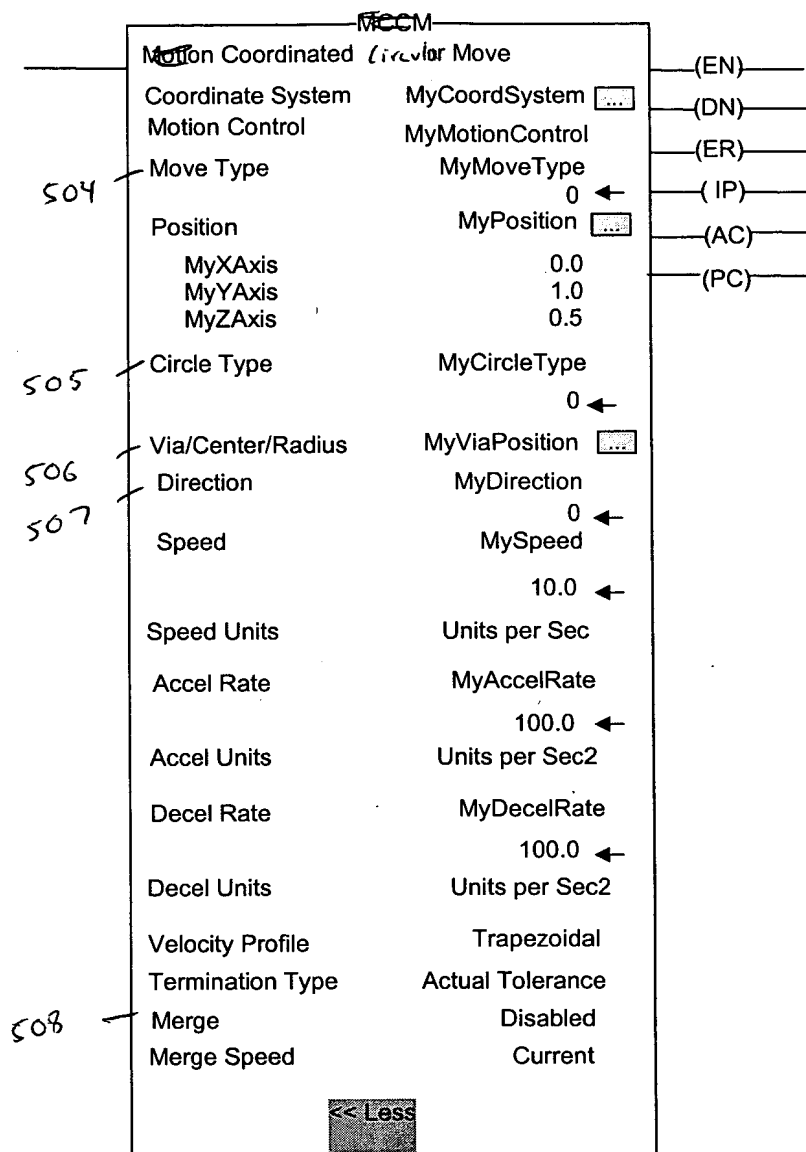 MCCM
Motion Coordinated Circular Move
Coordinate System MyCoordSystem ...
Motion Control MyMotionControl
504 Move Type MyMoveType
0
Position MyPosition ...
MyXAxis 0.0
MyYAxis 1.0
MyZAxis 0.5
505 Circle Type MyCircleType
0
506 Via/Center/Radius MyViaPosition ...
507 Direction MyDirection
0
Speed MySpeed
10.0
Speed Units Units per Sec
Accel Rate MyAccelRate
100.0
Accel Units Units per Sec2
Decel Rate MyDecelRate
100.0
Decel Units Units per Sec2
Velocity Profile Trapezoidal
Termination Type Actual Tolerance
508 Merge Disabled
Merge Speed Current
<< Less
(EN)
(DN)
(ER)
( IP)
(AC)
(PC)